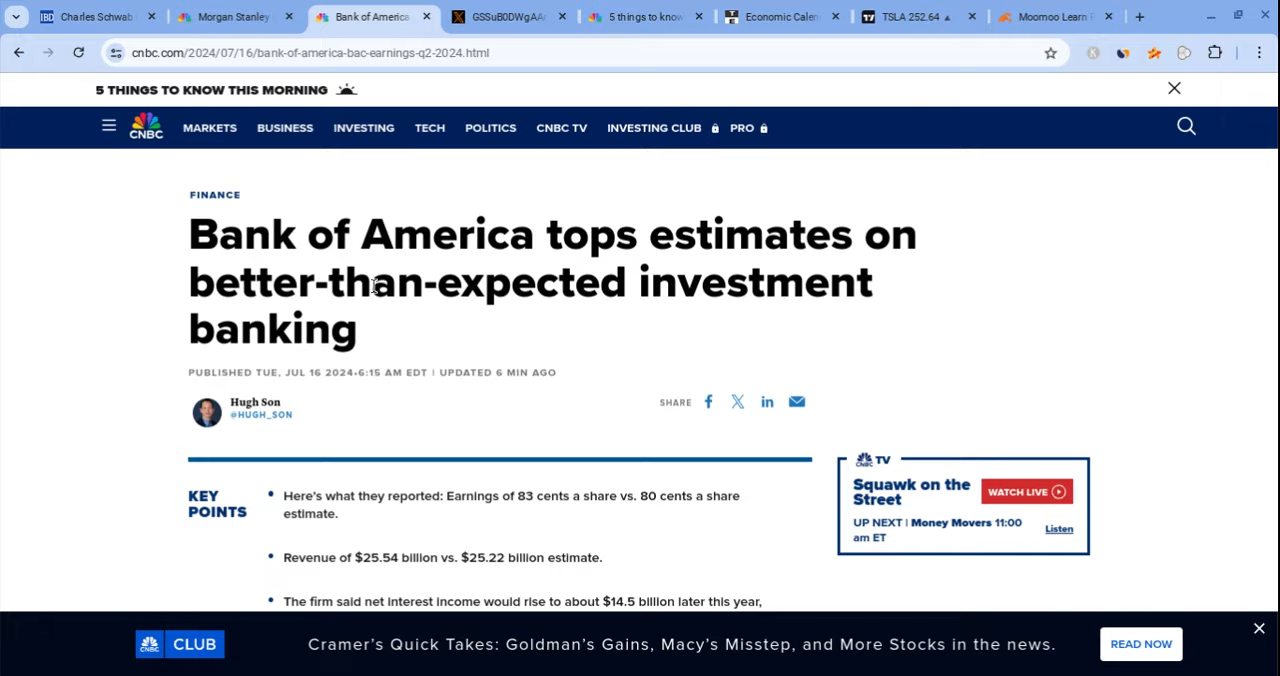 Charles Schwab
Morgan Stanley
Bank of America
GSSuB0DWgAA
5 things to know
Economic Calen
TSLA 252.64 ▲
Moomoo Learn
cnbc.com/2024/07/16/bank-of-america-bac-earnings-q2-2024.html
5 THINGS TO KNOW THIS MORNING
CNBC
MARKETS BUSINESS INVESTING TECH POLITICS CNBC TV INVESTING CLUB PRO
FINANCE
Bank of America tops estimates on
better-than-expected investment
banking
PUBLISHED TUE, JUL 16 2024•6:15 AM EDT | UPDATED 6 MIN AGO
Hugh Son
@HUGH_SON
SHARE
KEY
POINTS
• Here's what they reported: Earnings of 83 cents a share vs. 80 cents a share
estimate.
• Revenue of $25.54 billion vs. $25.22 billion estimate.
• The firm said net interest income would rise to about $14.5 billion later this year,
CNBC TV
Squawk on the
Street
WATCH LIVE
UP NEXT | Money Movers 11:00
am ET
Listen
CNBC CLUB
Cramer's Quick Takes: Goldman's Gains, Macy's Misstep, and More Stocks in the news.
READ NOW